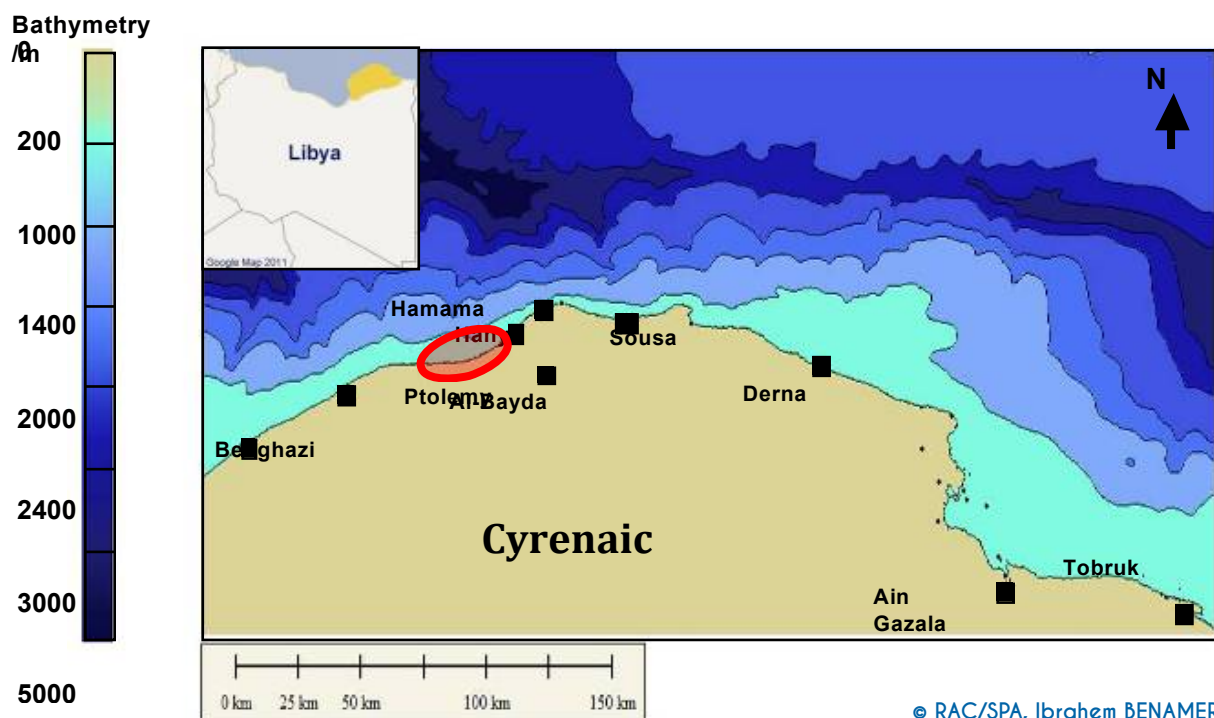 Bathymetry
/m
0
200
1000
1400
2000
2400
3000
5000
Libya
Google Map 2011
N
Hamama
Sousa
Ptolemy
Al-Bayda
Derna
Benghazi
Cyrenaic
Tobruk
Ain
Gazala
0 km 25 km 50 km 100 km 150 km
© RAC/SPA, Ibrahem BENAMER